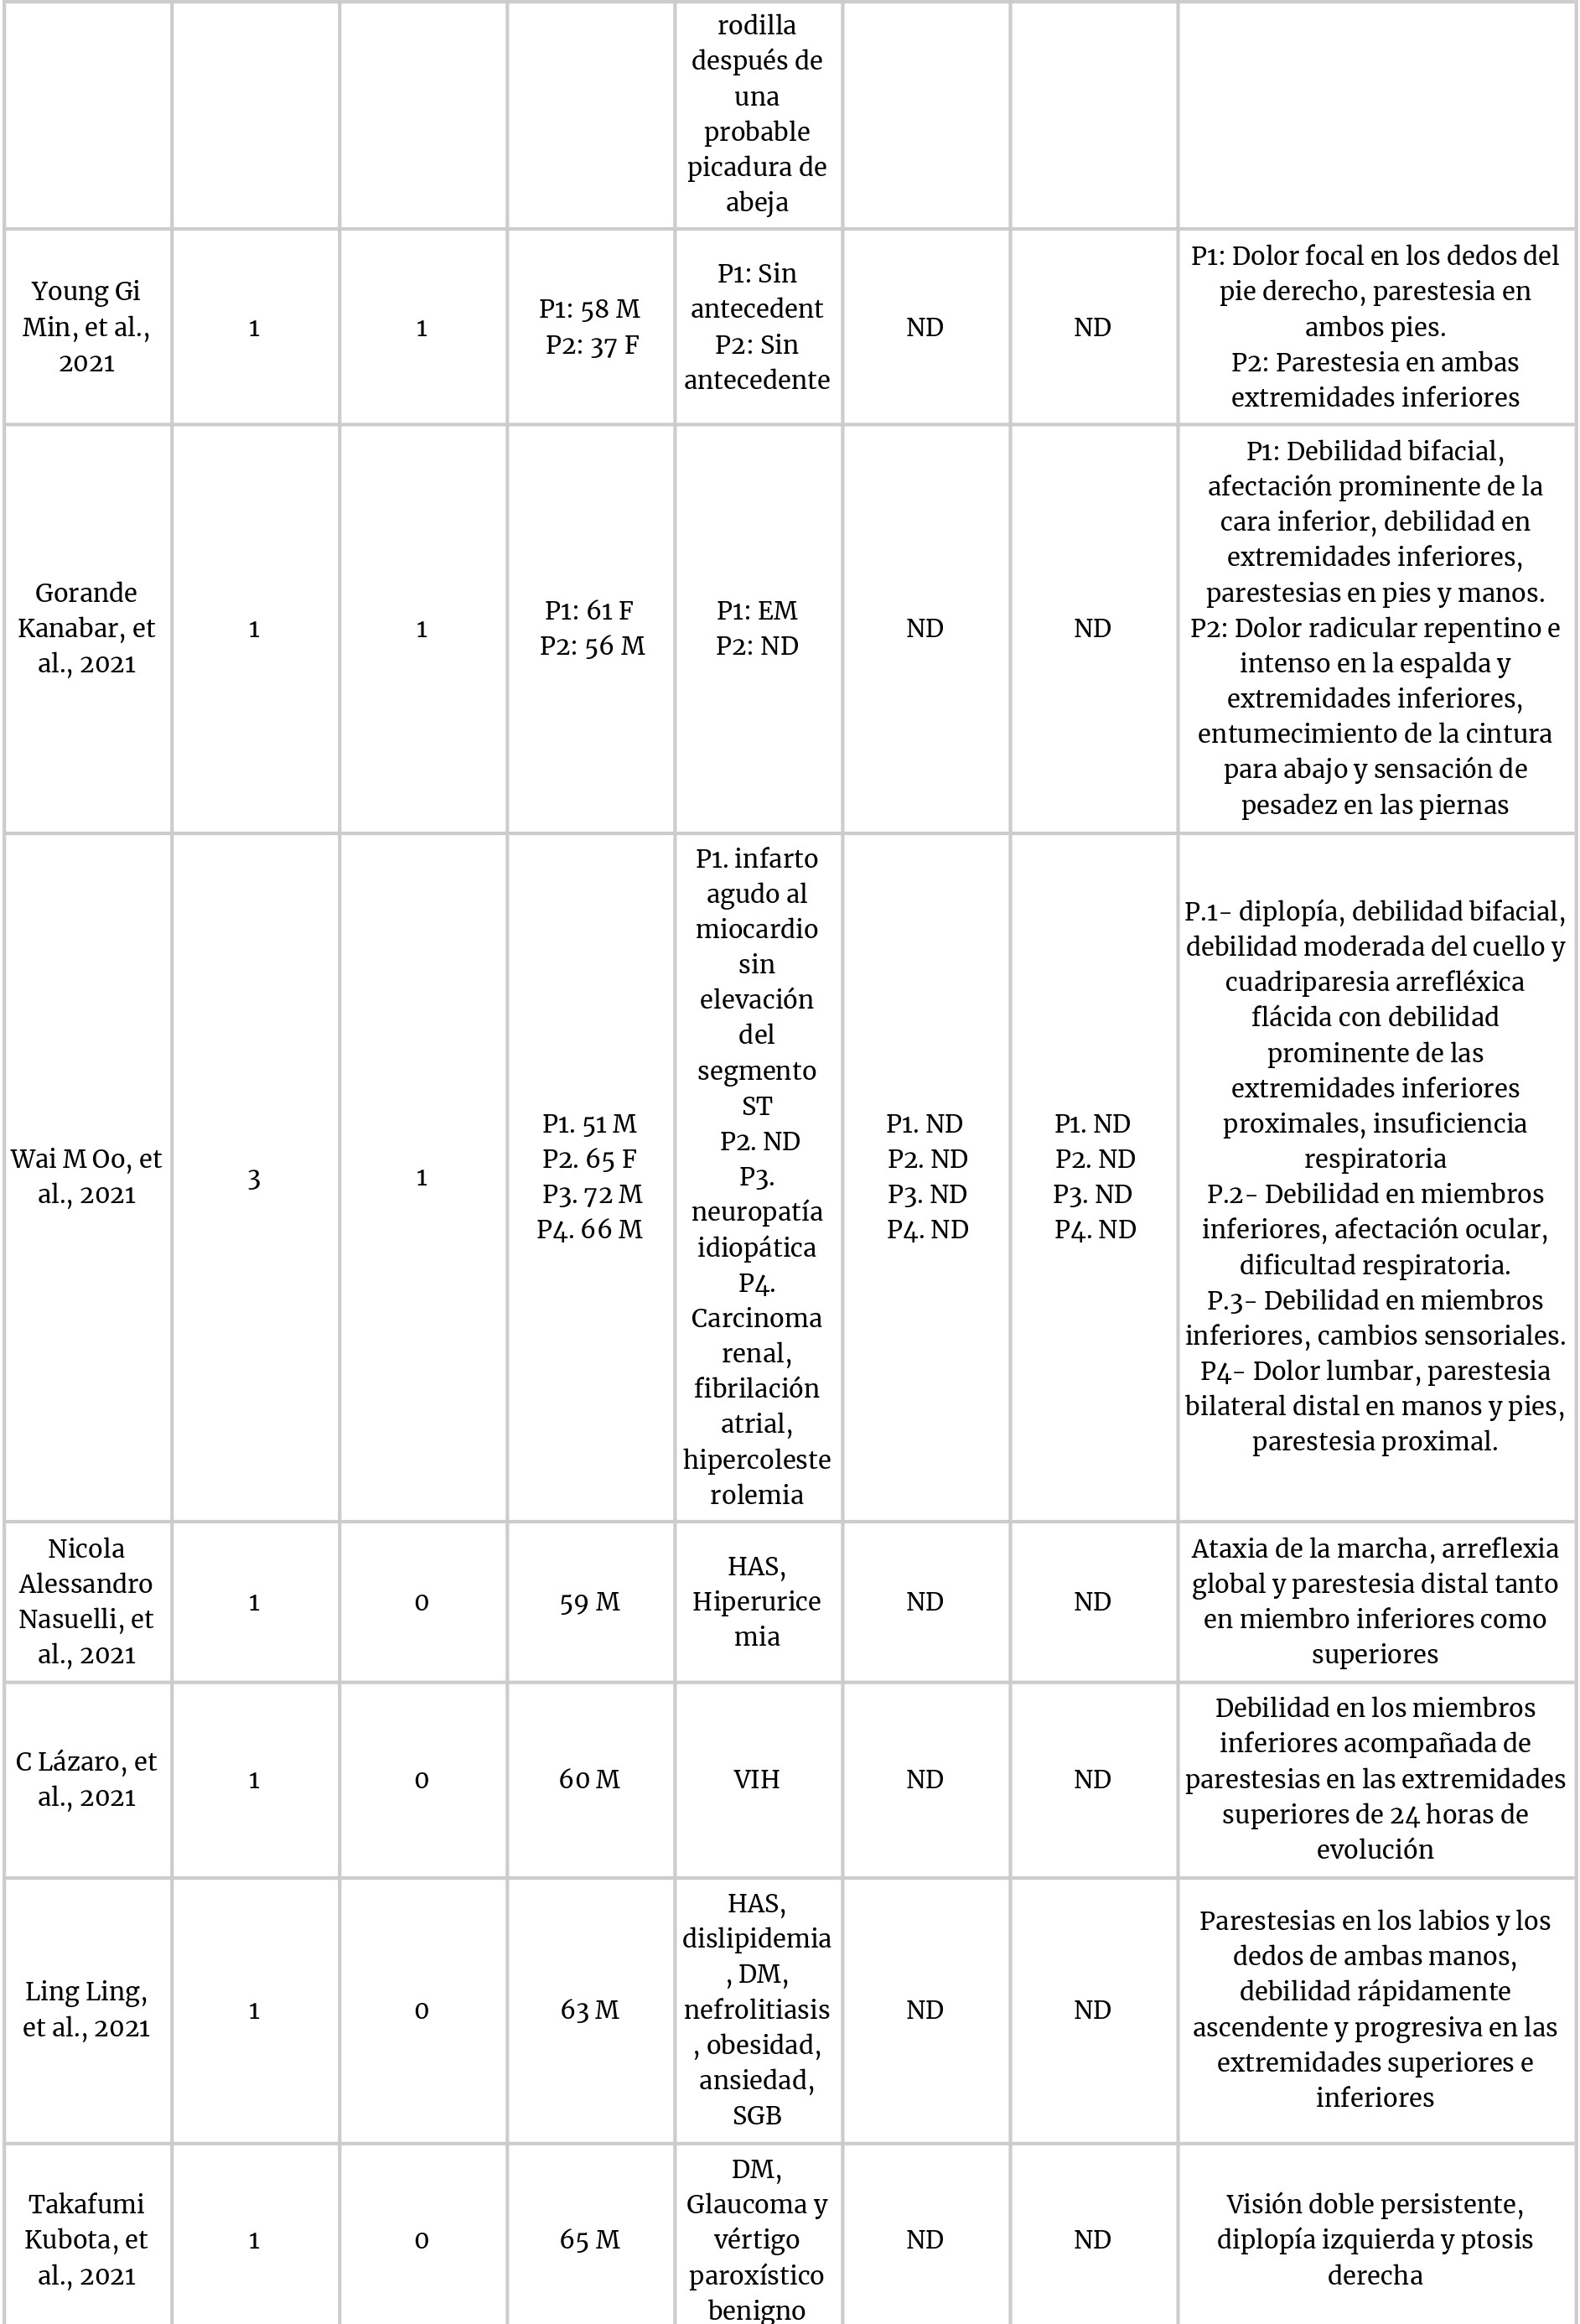 rodilla
después de
una
probable
picadura de
abeja
Young Gi
Min, et al.,
2021
1
1
P1: 58 M
P2: 37 F
P1: Sin
antecedent
P2: Sin
antecedente
ND
ND
P1: Dolor focal en los dedos del
pie derecho, parestesia en
ambos pies.
P2: Parestesia en ambas
extremidades inferiores
Gorande
Kanabar, et
al., 2021
1
1
P1: 61 F
P2: 56 M
P1: EM
P2: ND
ND
ND
P1: Debilidad bifacial,
afectación prominente de la
cara inferior, debilidad en
extremidades inferiores,
parestesias en pies y manos.
P2: Dolor radicular repentino e
intenso en la espalda y
extremidades inferiores,
entumecimiento de la cintura
para abajo y sensación de
pesadez en las piernas
Wai M Oo, et
al., 2021
3
1
P1. 51 M
P2. 65 F
P3. 72 M
P4. 66 M
P1. infarto
agudo al
miocardio
sin
elevación
del
segmento
ST
P2. ND
P3.
neuropatía
idiopática
P4.
Carcinoma
renal,
fibrilación
atrial,
hipercoleste
rolemia
P1. ND
P2. ND
P3. ND
P4. ND
P1. ND
P2. ND
P3. ND
P4. ND
P.1- diplopía, debilidad bifacial,
debilidad moderada del cuello y
cuadriparesia arrefléxica
flácida con debilidad
prominente de las
extremidades inferiores
proximales, insuficiencia
respiratoria
P.2- Debilidad en miembros
inferiores, afectación ocular,
dificultad respiratoria.
P.3- Debilidad en miembros
inferiores, cambios sensoriales.
P4- Dolor lumbar, parestesia
bilateral distal en manos y pies,
parestesia proximal.
Nicola
Alessandro
Nasuelli, et
al., 2021
1
0
59 M
HAS,
Hiperurice
mia
ND
ND
Ataxia de la marcha, arreflexia
global y parestesia distal tanto
en miembro inferiores como
superiores
C Lázaro, et
al., 2021
1
0
60 M
VIH
ND
ND
Debilidad en los miembros
inferiores acompañada de
parestesias en las extremidades
superiores de 24 horas de
evolución
Ling Ling,
et al., 2021
1
0
63 M
HAS,
dislipidemia
, DM,
nefrolitiasis
, obesidad,
ansiedad,
SGB
ND
ND
Parestesias en los labios y los
dedos de ambas manos,
debilidad rápidamente
ascendente y progresiva en las
extremidades superiores e
inferiores
Takafumi
Kubota, et
al., 2021
1
0
65 M
DM,
Glaucoma y
vértigo
paroxístico
benigno
ND
ND
Visión doble persistente,
diplopía izquierda y ptosis
derecha